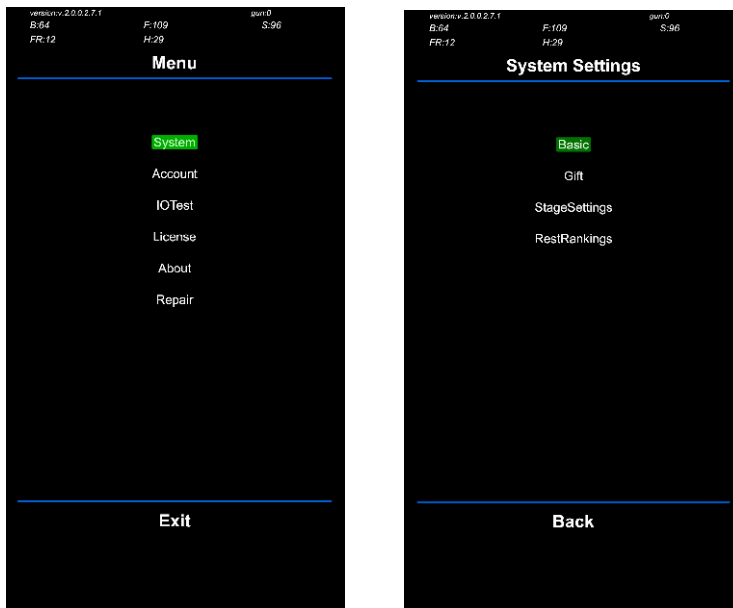 version:v.2.0.0.2.7.1 gun:0
B:64 F:109 S:96
FR:12 H:29
Menu
System
Account
IOTest
License
About
Repair
Exit
version:v.2.0.0.2.7.1 gun:0
B:64 F:109 S:96
FR:12 H:29
System Settings
Basic
Gift
StageSettings
RestRankings
Back